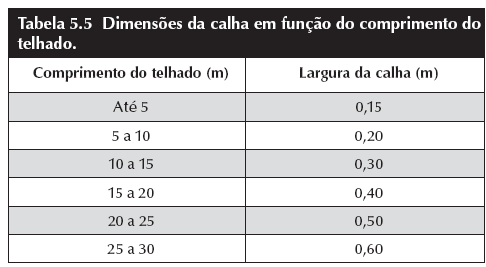 Tabela 5.5 Dimensões da calha em função do comprimento do
telhado.
Comprimento do telhado (m) Largura da calha (m)
Até 5 0,15
5 a 10 0,20
10 a 15 0,30
15 a 20 0,40
20 a 25 0,50
25 a 30 0,60